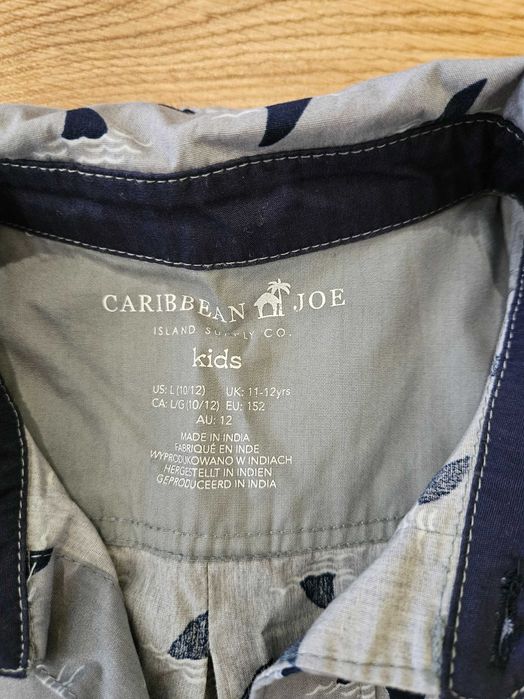 CARIBBEAN JOE
ISLAND SUPPLY CO.
kids
US: L (10/12) UK: 11-12yrs
CA: L/G (10/12) EU: 152
AU: 12
MADE IN INDIA
FABRIQUÉ EN INDE
WYPRODUKOWANO W INDIACH
HERGESTELLT IN INDIEN
GEPRODUCEERD IN INDIA